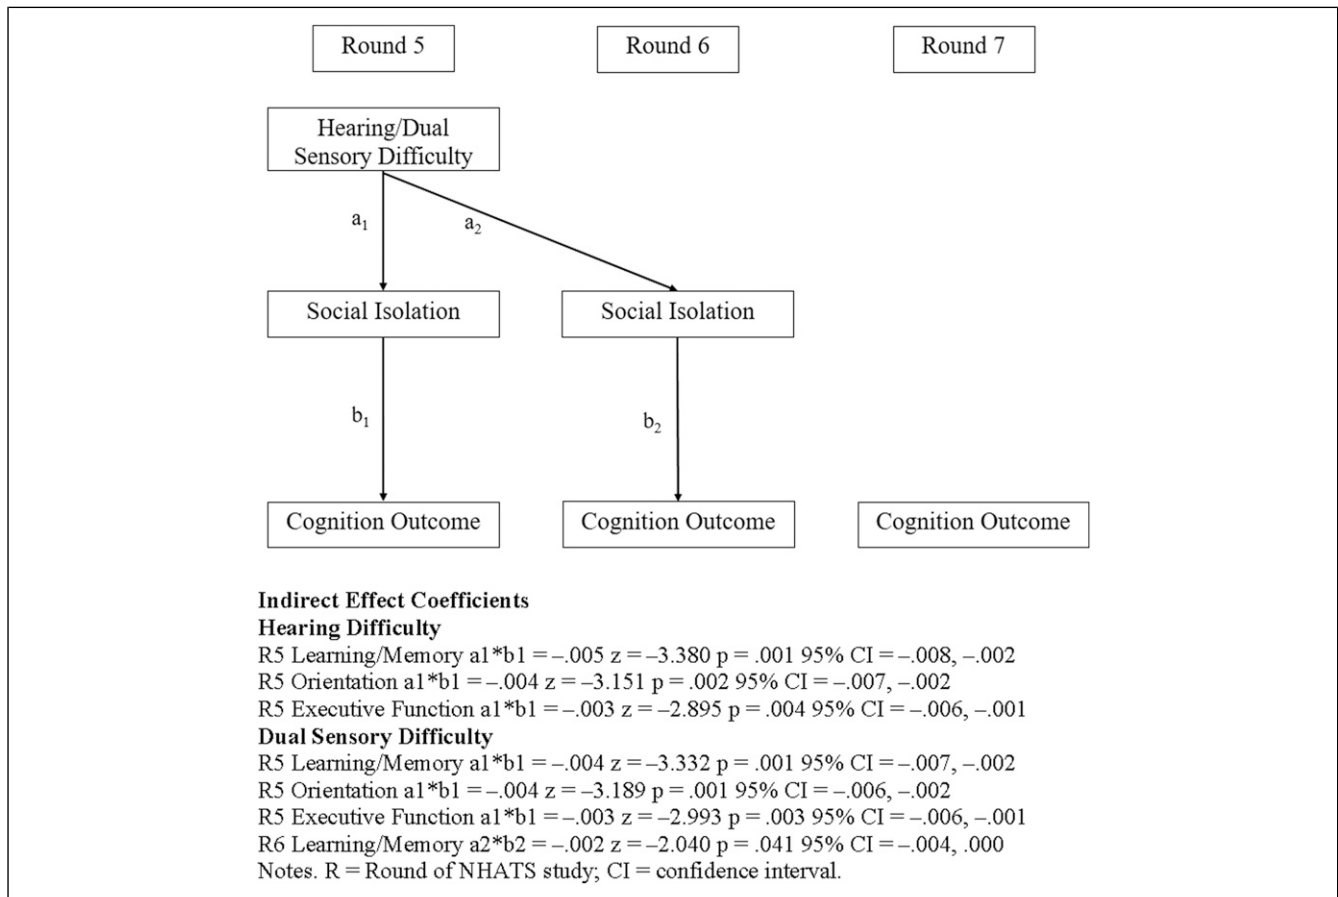 Round 5
Round 6
Round 7
Hearing/Dual
Sensory Difficulty
a₁
a₂
Social Isolation
Social Isolation
b₁
b₂
Cognition Outcome
Cognition Outcome
Cognition Outcome
Indirect Effect Coefficients
Hearing Difficulty
R5 Learning/Memory a1*b1 = –.005 z = –3.380 p = .001 95% CI = –.008, –.002
R5 Orientation a1*b1 = –.004 z = –3.151 p = .002 95% CI = –.007, –.002
R5 Executive Function a1*b1 = –.003 z = –2.895 p = .004 95% CI = –.006, –.001
Dual Sensory Difficulty
R5 Learning/Memory a1*b1 = –.004 z = –3.332 p = .001 95% CI = –.007, –.002
R5 Orientation a1*b1 = –.004 z = –3.189 p = .001 95% CI = –.006, –.002
R5 Executive Function a1*b1 = –.003 z = –2.993 p = .003 95% CI = –.006, –.001
R6 Learning/Memory a2*b2 = –.002 z = –2.040 p = .041 95% CI = –.004, .000
Notes. R = Round of NHATS study; CI = confidence interval.